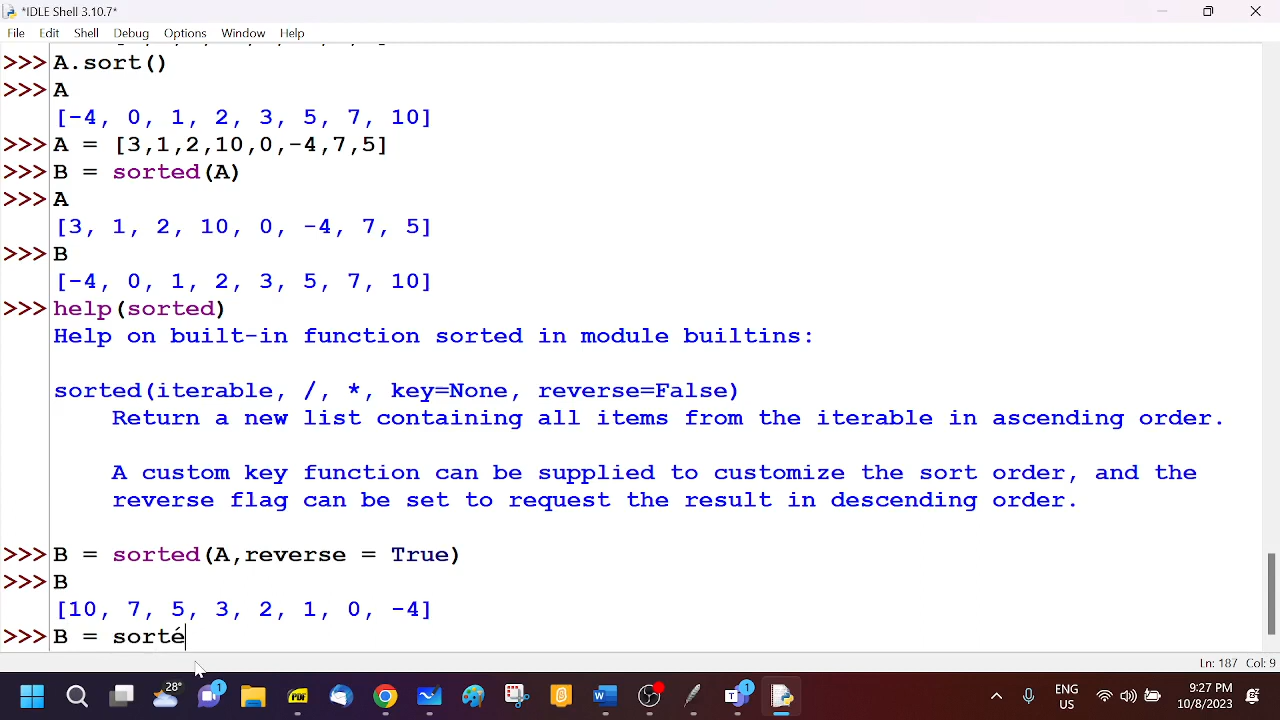 *IDLE Shell 3.10.7*
File Edit Shell Debug Options Window Help
>>> A.sort()
>>> A
[-4, 0, 1, 2, 3, 5, 7, 10]
>>> A = [3,1,2,10,0,-4,7,5]
>>> B = sorted(A)
>>> A
[3, 1, 2, 10, 0, -4, 7, 5]
>>> B
[-4, 0, 1, 2, 3, 5, 7, 10]
>>> help(sorted)
Help on built-in function sorted in module builtins:
sorted(iterable, /, *, key=None, reverse=False)
Return a new list containing all items from the iterable in ascending order.
A custom key function can be supplied to customize the sort order, and the
reverse flag can be set to request the result in descending order.
>>> B = sorted(A,reverse = True)
>>> B
[10, 7, 5, 3, 2, 1, 0, -4]
>>> B = sorté
Ln: 187 Col: 9
28° 1 PDF 1 ENG 9:27 PM
US 10/8/2023